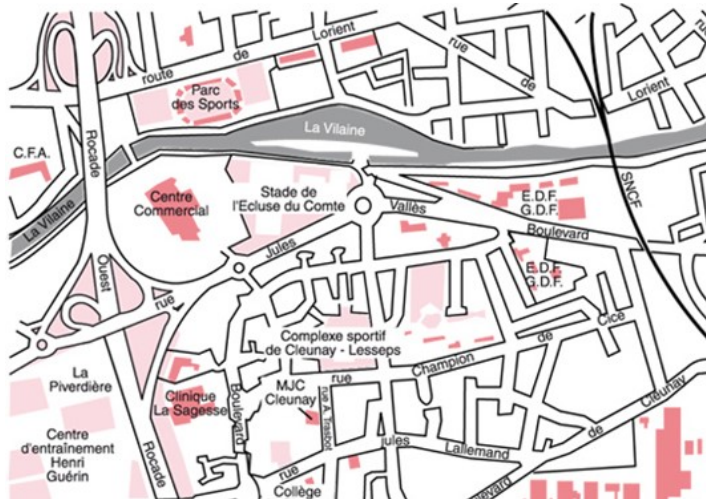 Lorient
de
route
rue
de
Lorient
Parc
des Sports
Rocade
La Vilaine
C.F.A.
SNCF
Centre
Commercial
Stade de
l'Ecluse du Comte
E.D.F.
G.D.F.
La Vilaine
Vallès
Boulevard
Jules
Ouest
E.D.F.
G.D.F.
rue
Cice
de
Complexe sportif
de Cleunay - Lesseps
Champion
rue
La
Piverdière
Clinique
La Sagesse
Boulevard
MJC
Cleunay
rue A. Trasbot
Cleunay
de
Centre
d'entraînement
Henri
Guérin
Rocade
jules
Lallemand
rue
Collège